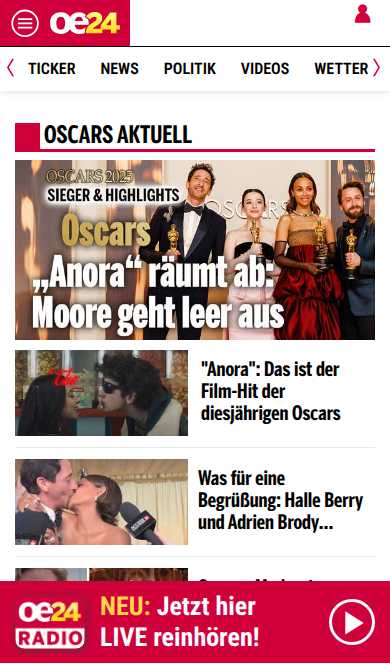 oe24
TICKER NEWS POLITIK VIDEOS WETTER
OSCARS AKTUELL
OSCARS 2025
SIEGER & HIGHLIGHTS
Oscars
„Anora“ räumt ab:
Moore geht leer aus
"Anora": Das ist der
Film-Hit der
diesjährigen Oscars
Was für eine
Begrüßung: Halle Berry
und Adrien Brody...
oe24
RADIO
NEU: Jetzt hier
LIVE reinhören!